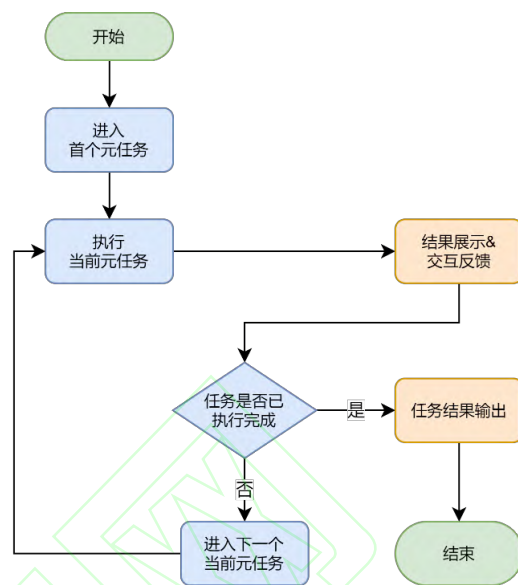 开始
进入
首个元任务
执行
当前元任务
结果展示&
交互反馈
任务是否已
执行完成
是
任务结果输出
否
进入下一个
当前元任务
结束